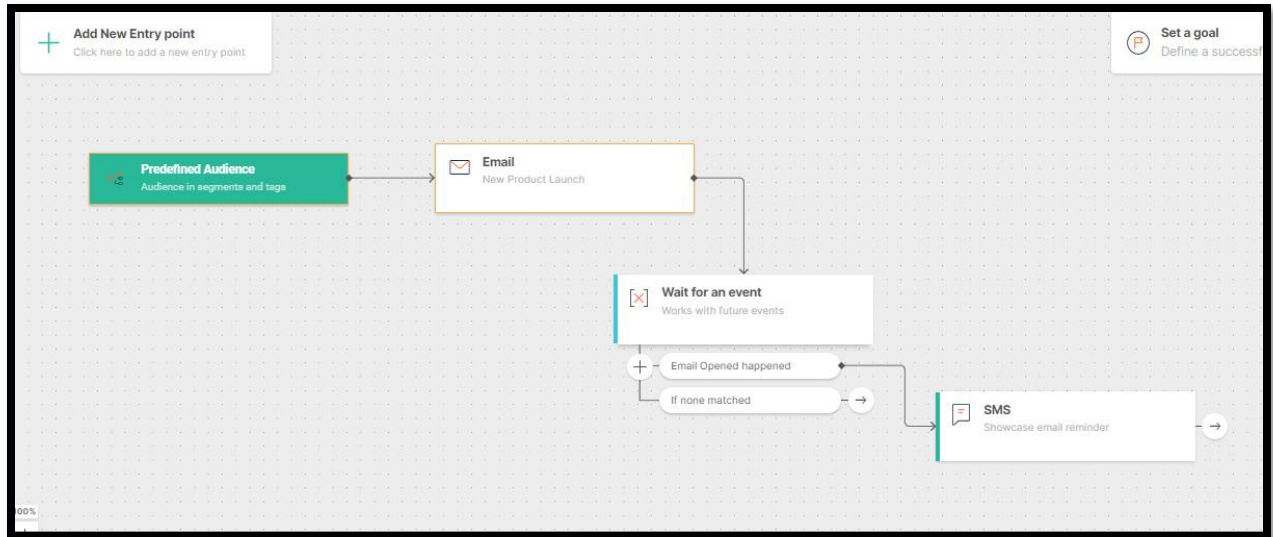 Add New Entry point
Click here to add a new entry point
Set a goal
Define a successf
Predefined Audience
Audience in segments and tags
Email
New Product Launch
Wait for an event
Works with future events
Email Opened happened
If none matched
SMS
Showcase email reminder
100%